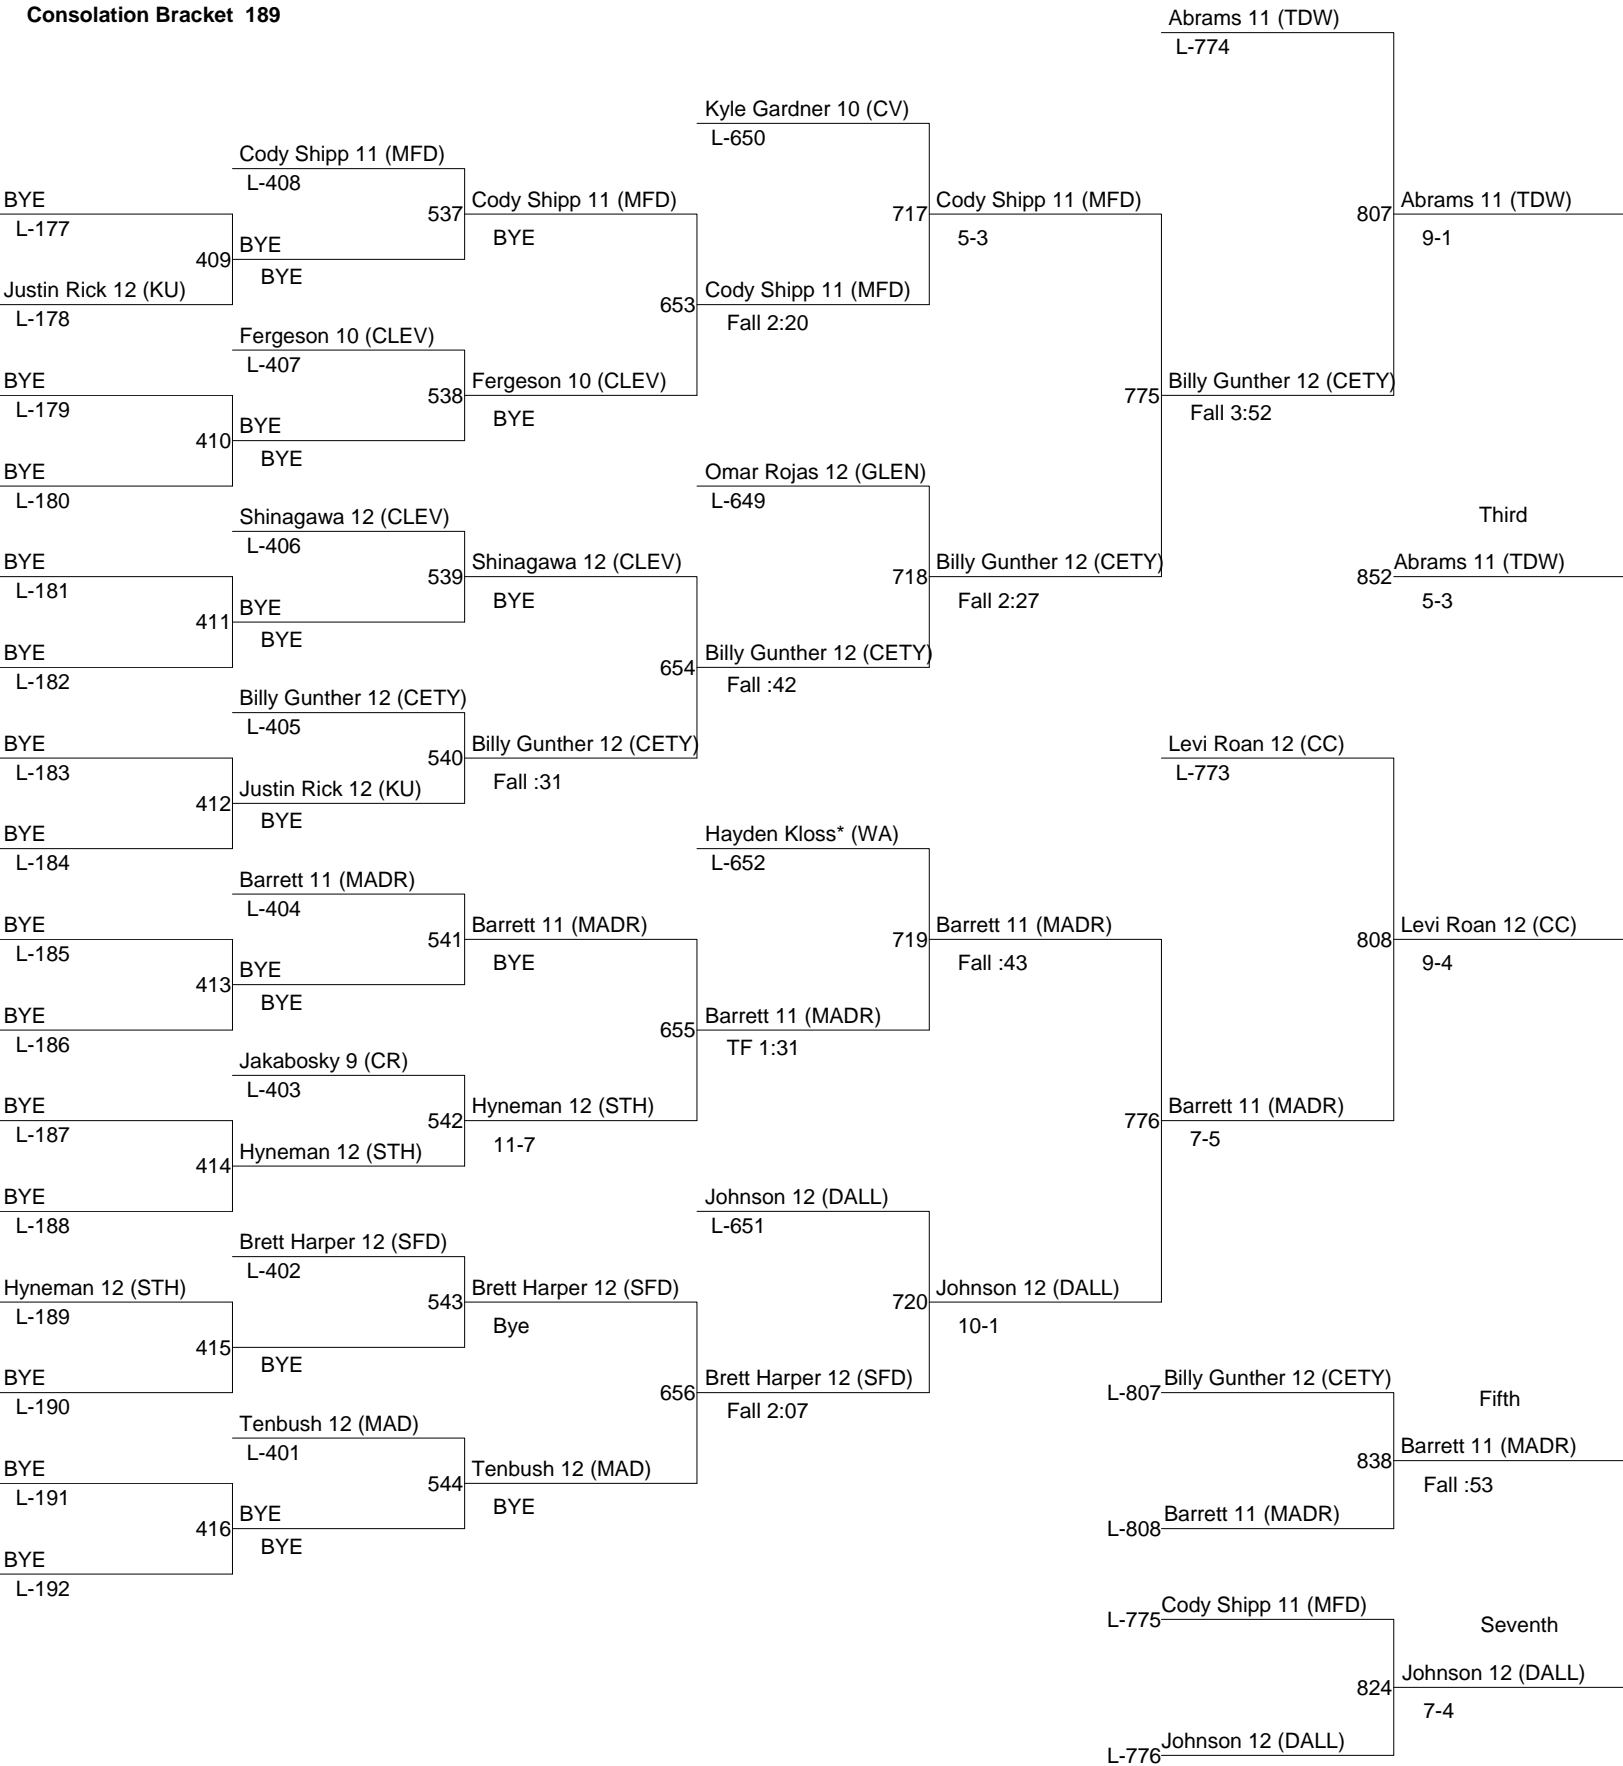 Consolation Bracket 189
BYE
L-177
Justin Rick 12 (KU)
L-178
BYE
L-179
BYE
L-180
BYE
L-181
BYE
L-182
BYE
L-183
BYE
L-184
BYE
L-185
BYE
L-186
BYE
L-187
BYE
L-188
Hyneman 12 (STH)
L-189
BYE
L-190
BYE
L-191
BYE
L-192
Cody Shipp 11 (MFD)
L-408
409
BYE
BYE
Fergeson 10 (CLEV)
L-407
410
BYE
BYE
Shinagawa 12 (CLEV)
L-406
411
BYE
BYE
Billy Gunther 12 (CETY)
L-405
412
Justin Rick 12 (KU)
BYE
Barrett 11 (MADR)
L-404
413
BYE
BYE
Jakabosky 9 (CR)
L-403
414
Hyneman 12 (STH)
Brett Harper 12 (SFD)
L-402
415
BYE
Tenbush 12 (MAD)
L-401
416
BYE
BYE
537
Cody Shipp 11 (MFD)
BYE
538
Fergeson 10 (CLEV)
BYE
539
Shinagawa 12 (CLEV)
BYE
540
Billy Gunther 12 (CETY)
Fall :31
541
Barrett 11 (MADR)
BYE
542
Hyneman 12 (STH)
11-7
543
Brett Harper 12 (SFD)
Bye
544
Tenbush 12 (MAD)
BYE
Kyle Gardner 10 (CV)
L-650
653
Cody Shipp 11 (MFD)
Fall 2:20
Omar Rojas 12 (GLEN)
L-649
654
Billy Gunther 12 (CETY)
Fall :42
Hayden Kloss* (WA)
L-652
655
Barrett 11 (MADR)
TF 1:31
Johnson 12 (DALL)
L-651
656
Brett Harper 12 (SFD)
Fall 2:07
717
Cody Shipp 11 (MFD)
5-3
718
Billy Gunther 12 (CETY)
Fall 2:27
719
Barrett 11 (MADR)
Fall :43
720
Johnson 12 (DALL)
10-1
Abrams 11 (TDW)
L-774
775
Billy Gunther 12 (CETY)
Fall 3:52
Levi Roan 12 (CC)
L-773
776
Barrett 11 (MADR)
7-5
807
Abrams 11 (TDW)
9-1
Third
852
Abrams 11 (TDW)
5-3
808
Levi Roan 12 (CC)
9-4
L-807
Billy Gunther 12 (CETY)
Fifth
838
Barrett 11 (MADR)
Fall :53
L-808
Barrett 11 (MADR)
L-775
Cody Shipp 11 (MFD)
Seventh
824
Johnson 12 (DALL)
7-4
L-776
Johnson 12 (DALL)